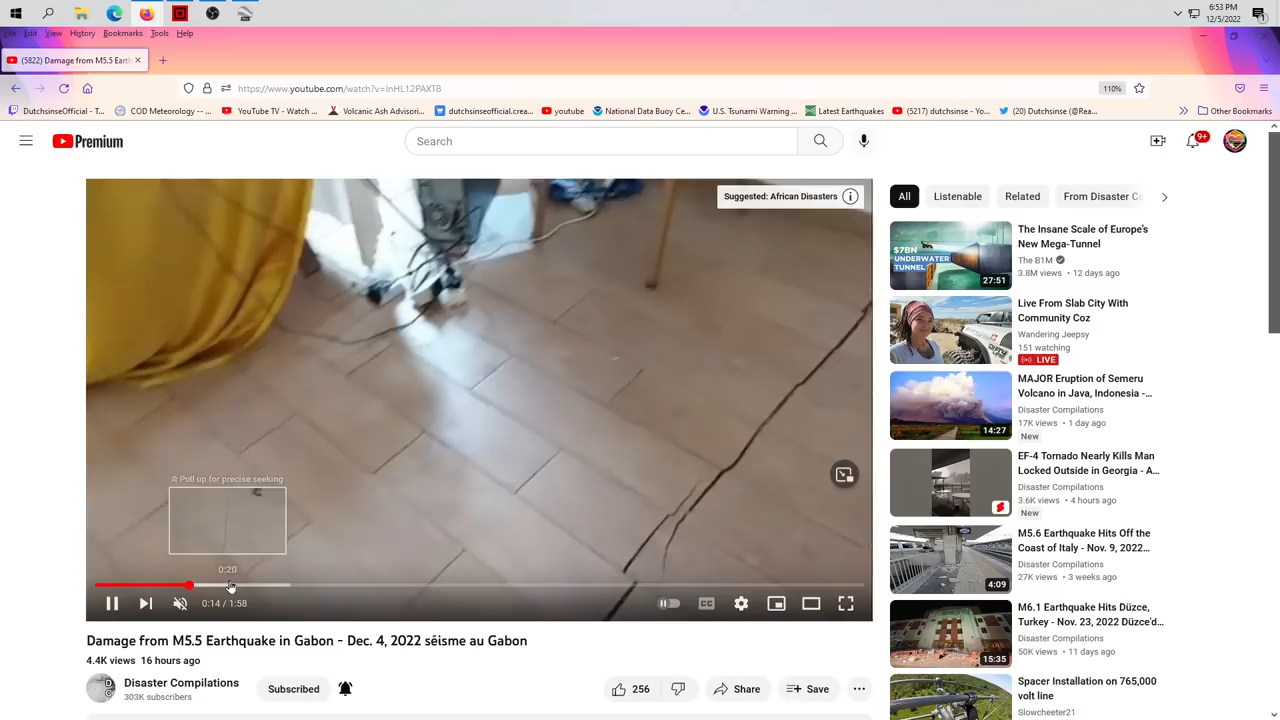 6:53 PM
12/5/2022
File Edit View History Bookmarks Tools Help
(5822) Damage from M5.5 Earth
https://www.youtube.com/watch?v=InHL12PAXT8
110%
DutchsinseOfficial - T... COD Meteorology -- ... YouTube TV - Watch ... Volcanic Ash Advisori... dutchsinseofficial.crea... youtube National Data Buoy Ce... U.S. Tsunami Warning ... Latest Earthquakes (5217) dutchsinse - Yo... (20) Dutchsinse (@Rea... Other Bookmarks
Premium
Search
9+
Suggested: African Disasters
Pull up for precise seeking
0:20
0:14 / 1:58
CC
Damage from M5.5 Earthquake in Gabon - Dec. 4, 2022 séisme au Gabon
4.4K views 16 hours ago
Disaster Compilations
303K subscribers
Subscribed
256
Share
Save
All Listenable Related From Disaster Co
$7BN
UNDERWATER
TUNNEL
27:51
The Insane Scale of Europe's
New Mega-Tunnel
The B1M
3.8M views • 12 days ago
Live From Slab City With
Community Coz
Wandering Jeepsy
151 watching
LIVE
14:27
MAJOR Eruption of Semeru
Volcano in Java, Indonesia -...
Disaster Compilations
17K views • 1 day ago
New
EF-4 Tornado Nearly Kills Man
Locked Outside in Georgia - A...
Disaster Compilations
3.6K views • 4 hours ago
New
4:09
M5.6 Earthquake Hits Off the
Coast of Italy - Nov. 9, 2022...
Disaster Compilations
27K views • 3 weeks ago
15:35
M6.1 Earthquake Hits Düzce,
Turkey - Nov. 23, 2022 Düzce'd...
Disaster Compilations
50K views • 11 days ago
Spacer Installation on 765,000
volt line
Slowcheeter21